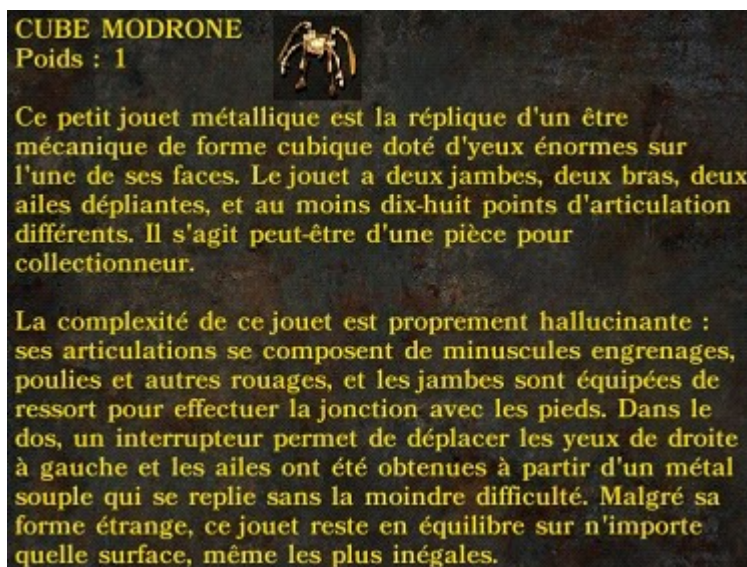 CUBE MODRONE
Poids : 1
Ce petit jouet métallique est la réplique d'un être
mécanique de forme cubique doté d'yeux énormes sur
l'une de ses faces. Le jouet a deux jambes, deux bras, deux
ailes dépliantes, et au moins dix-huit points d'articulation
différents. Il s'agit peut-être d'une pièce pour
collectionneur.
La complexité de ce jouet est proprement hallucinante :
ses articulations se composent de minuscules engrenages,
poulies et autres rouages, et les jambes sont équipées de
ressort pour effectuer la jonction avec les pieds. Dans le
dos, un interrupteur permet de déplacer les yeux de droite
à gauche et les ailes ont été obtenues à partir d'un métal
souple qui se replie sans la moindre difficulté. Malgré sa
forme étrange, ce jouet reste en équilibre sur n'importe
quelle surface, même les plus inégales.